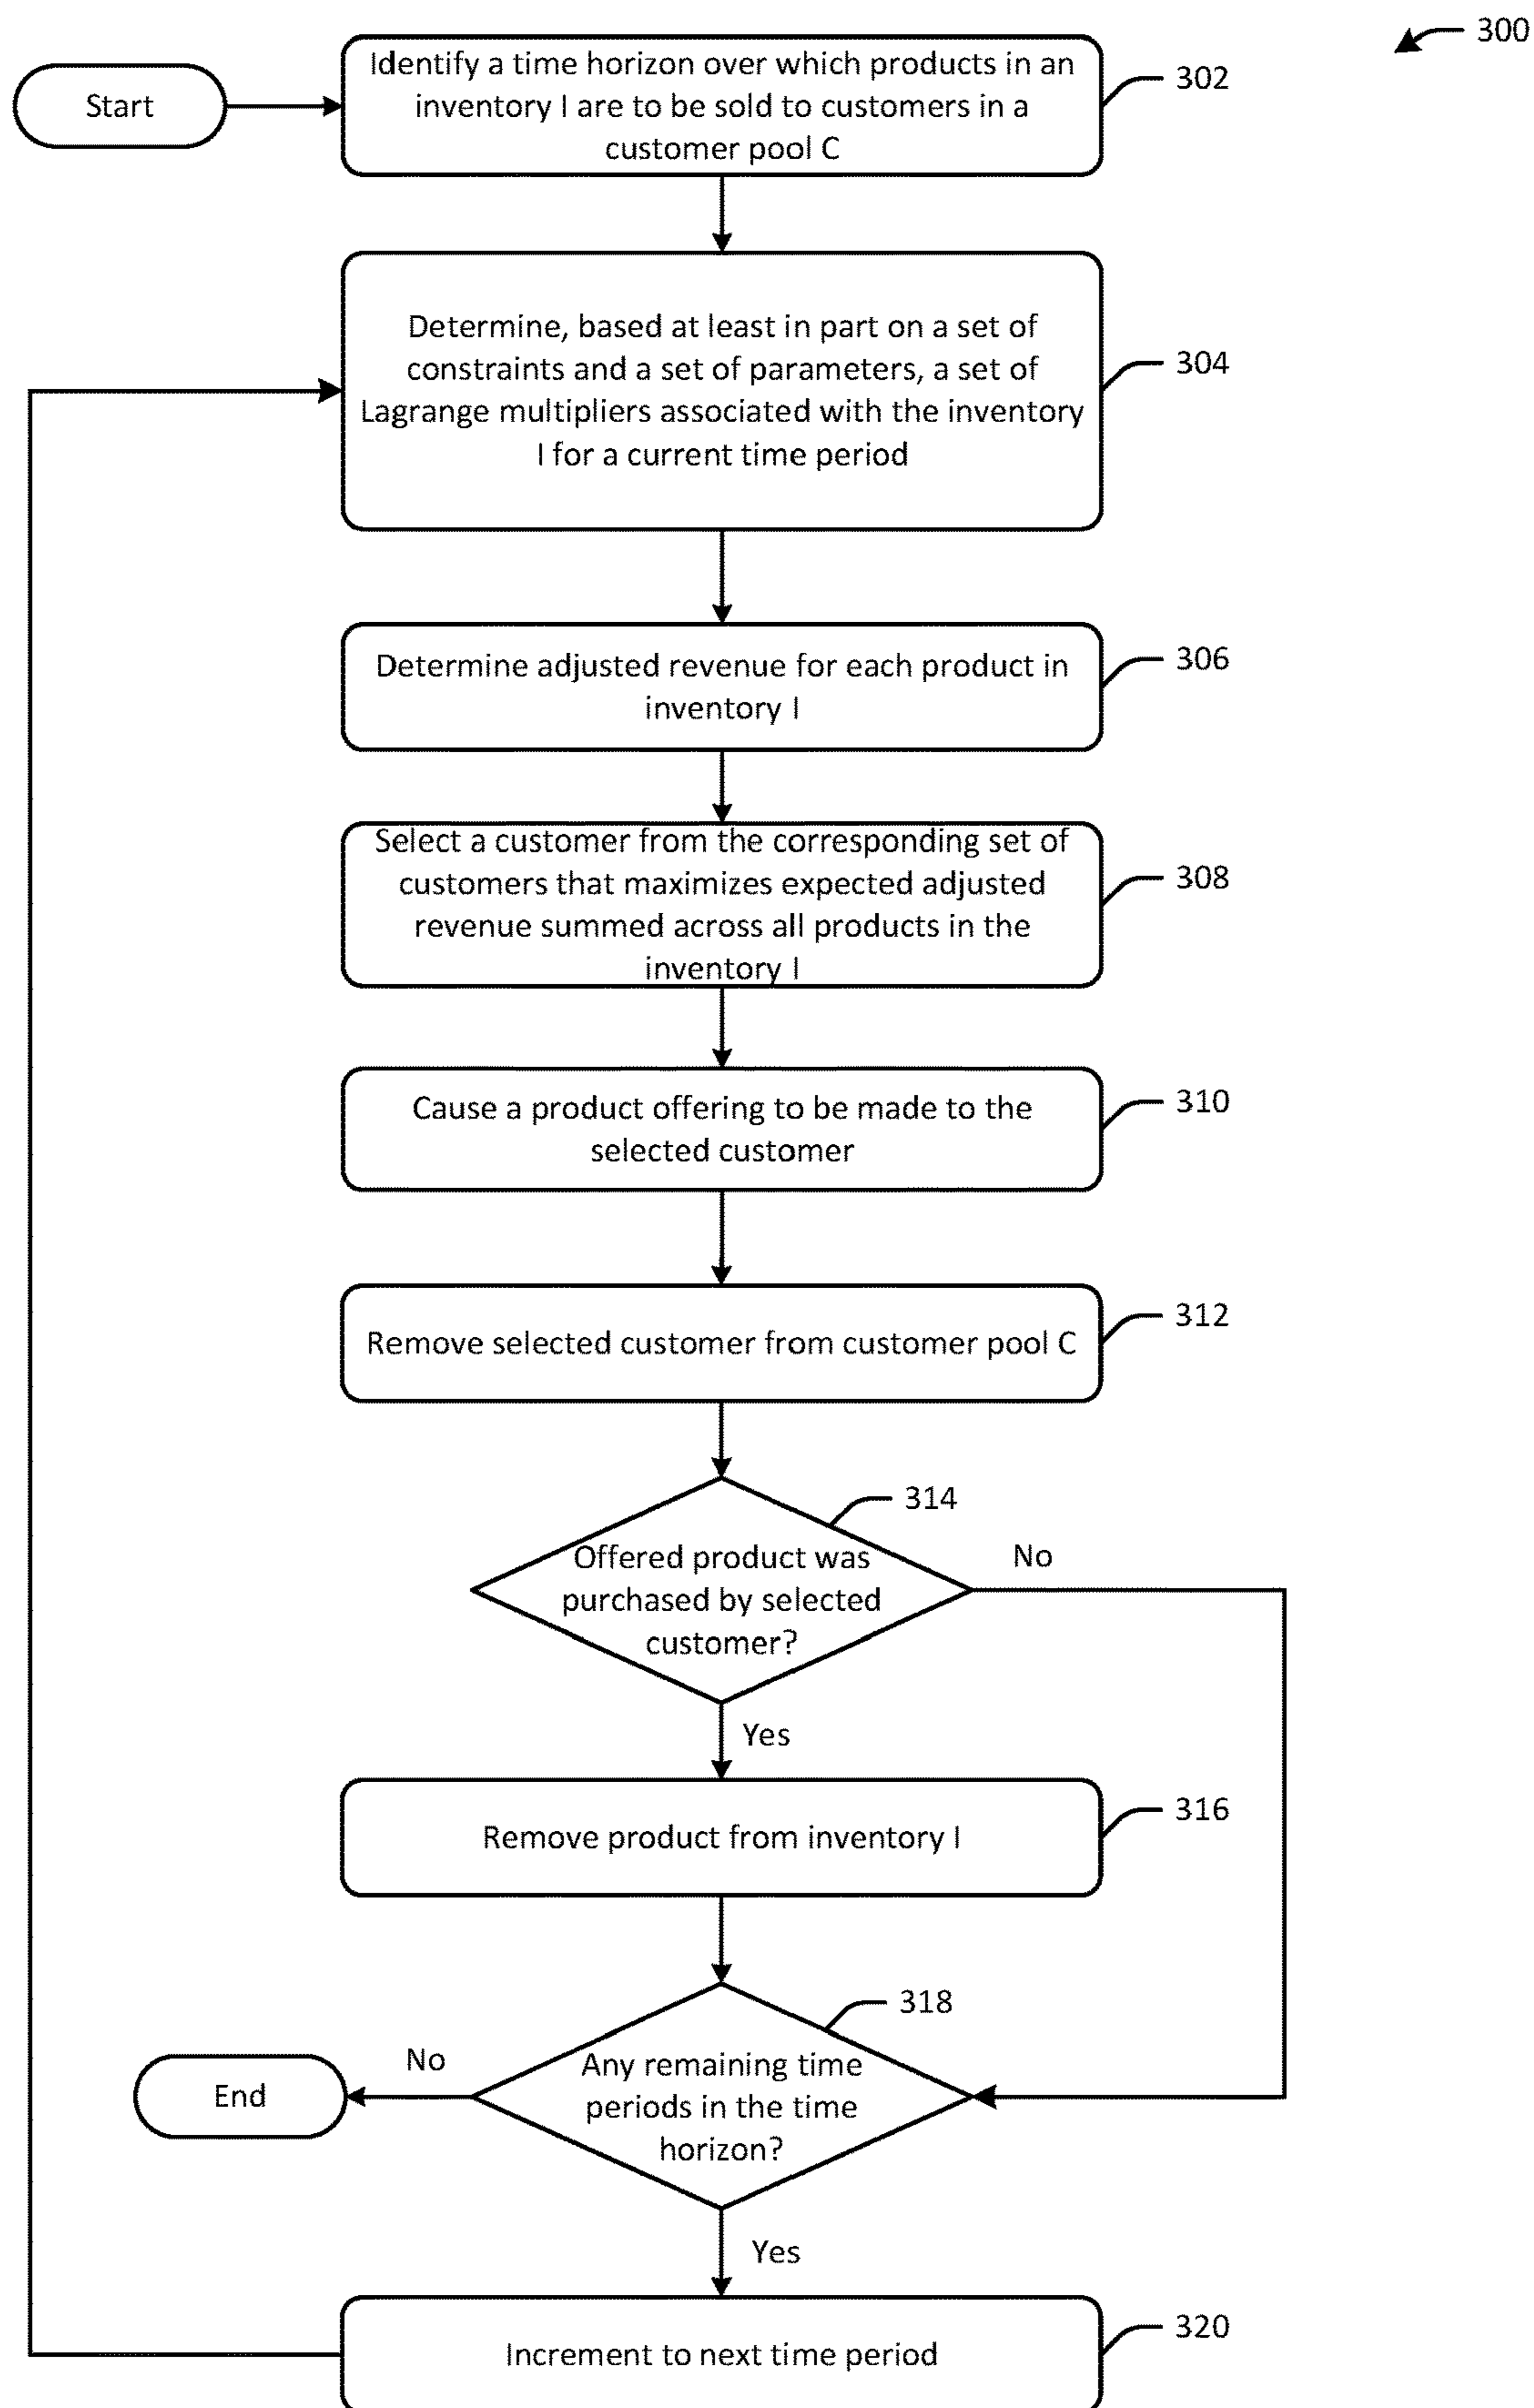 300
Start
Identify a time horizon over which products in an
inventory I are to be sold to customers in a
customer pool C
302
Determine, based at least in part on a set of
constraints and a set of parameters, a set of
Lagrange multipliers associated with the inventory
I for a current time period
304
Determine adjusted revenue for each product in
inventory I
306
Select a customer from the corresponding set of
customers that maximizes expected adjusted
revenue summed across all products in the
inventory I
308
Cause a product offering to be made to the
selected customer
310
Remove selected customer from customer pool C
312
314
Offered product was
purchased by selected
customer?
No
Yes
Remove product from inventory I
316
318
Any remaining time
periods in the time
horizon?
No
End
Yes
Increment to next time period
320